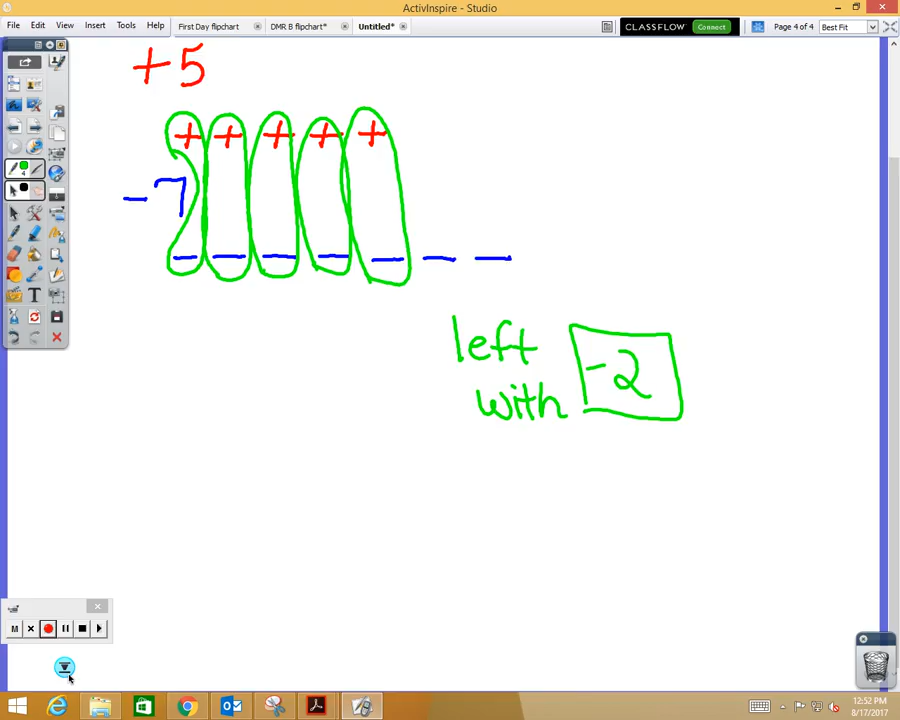 ActivInspire - Studio
File Edit View Insert Tools Help First Day flipchart DMR B flipchart* Untitled* CLASSFLOW Connect Page 4 of 4 Best Fit
+5
4
+ + + + +
-7
- - - - - - -
T
left
with
-2
M
12:52 PM
8/17/2017